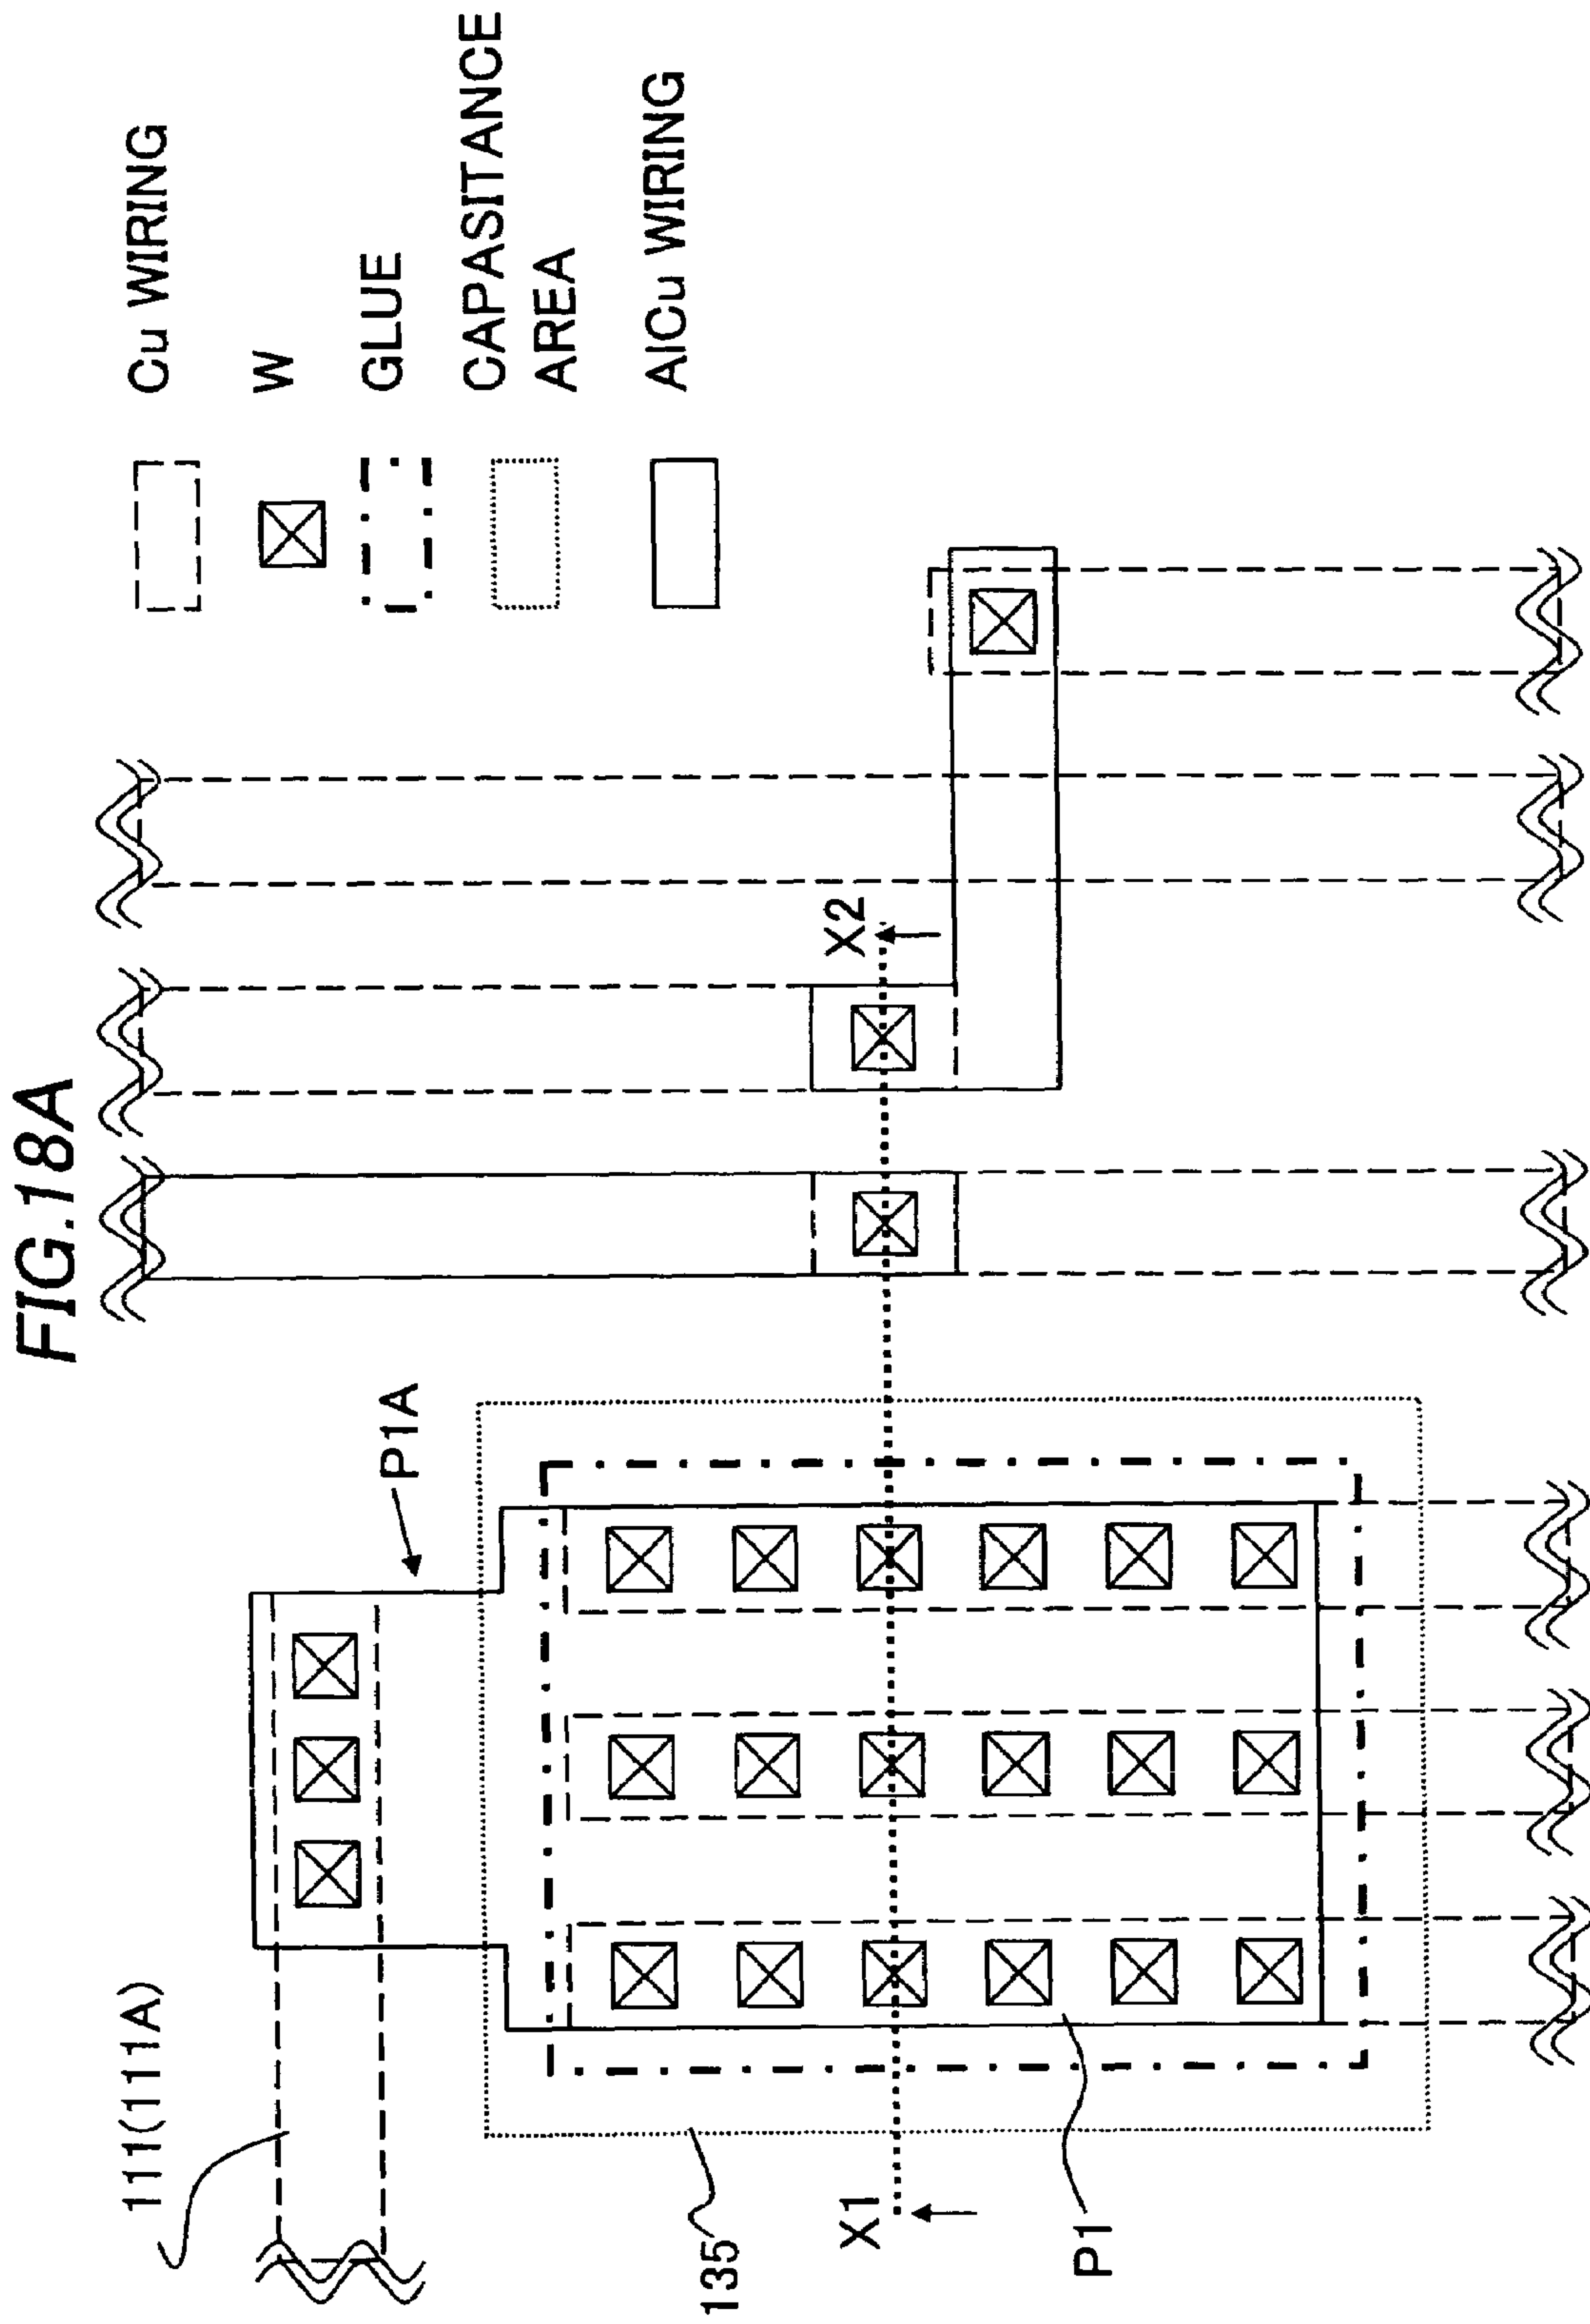 FIG.18A
Cu WIRING
W
GLUE
CAPASITANCE
AREA
AlCu WIRING
111(111A)
P1A
X2
135
X1
P1